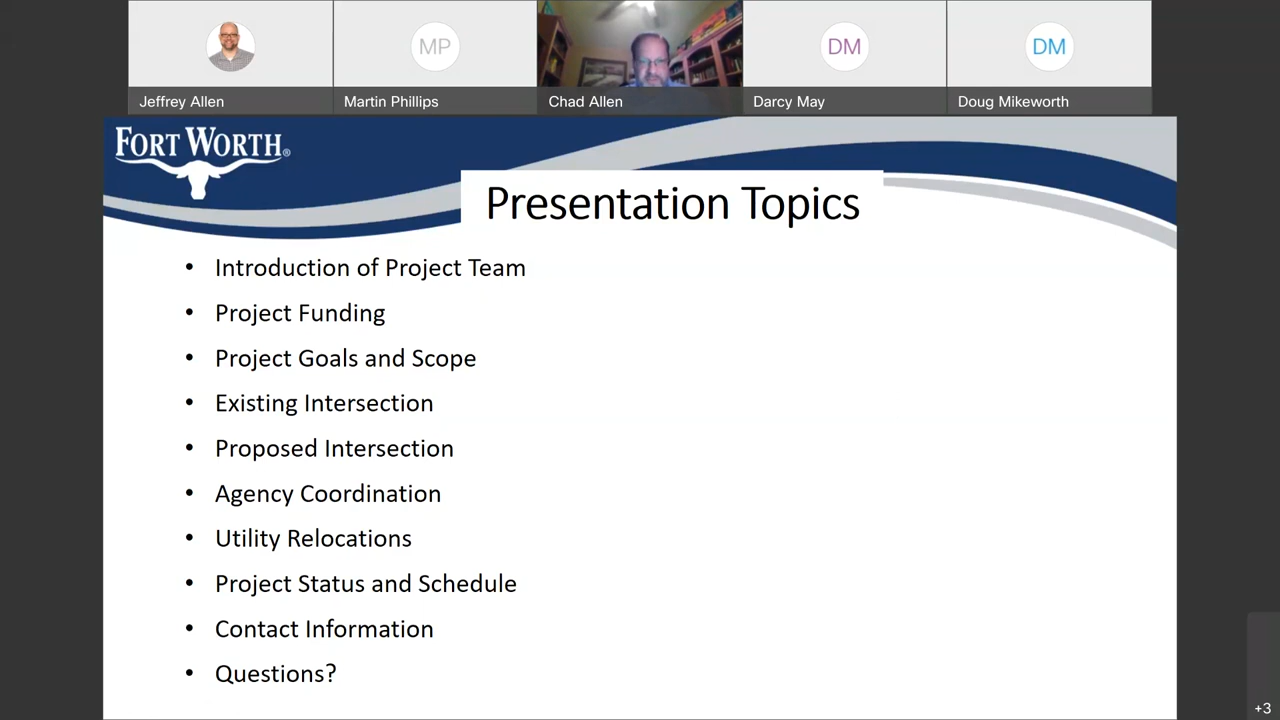 MP
DM
DM
Jeffrey Allen
Martin Phillips
Chad Allen
Darcy May
Doug Mikeworth
FORT WORTH®
Presentation Topics
• Introduction of Project Team
• Project Funding
• Project Goals and Scope
• Existing Intersection
• Proposed Intersection
• Agency Coordination
• Utility Relocations
• Project Status and Schedule
• Contact Information
• Questions?
+3